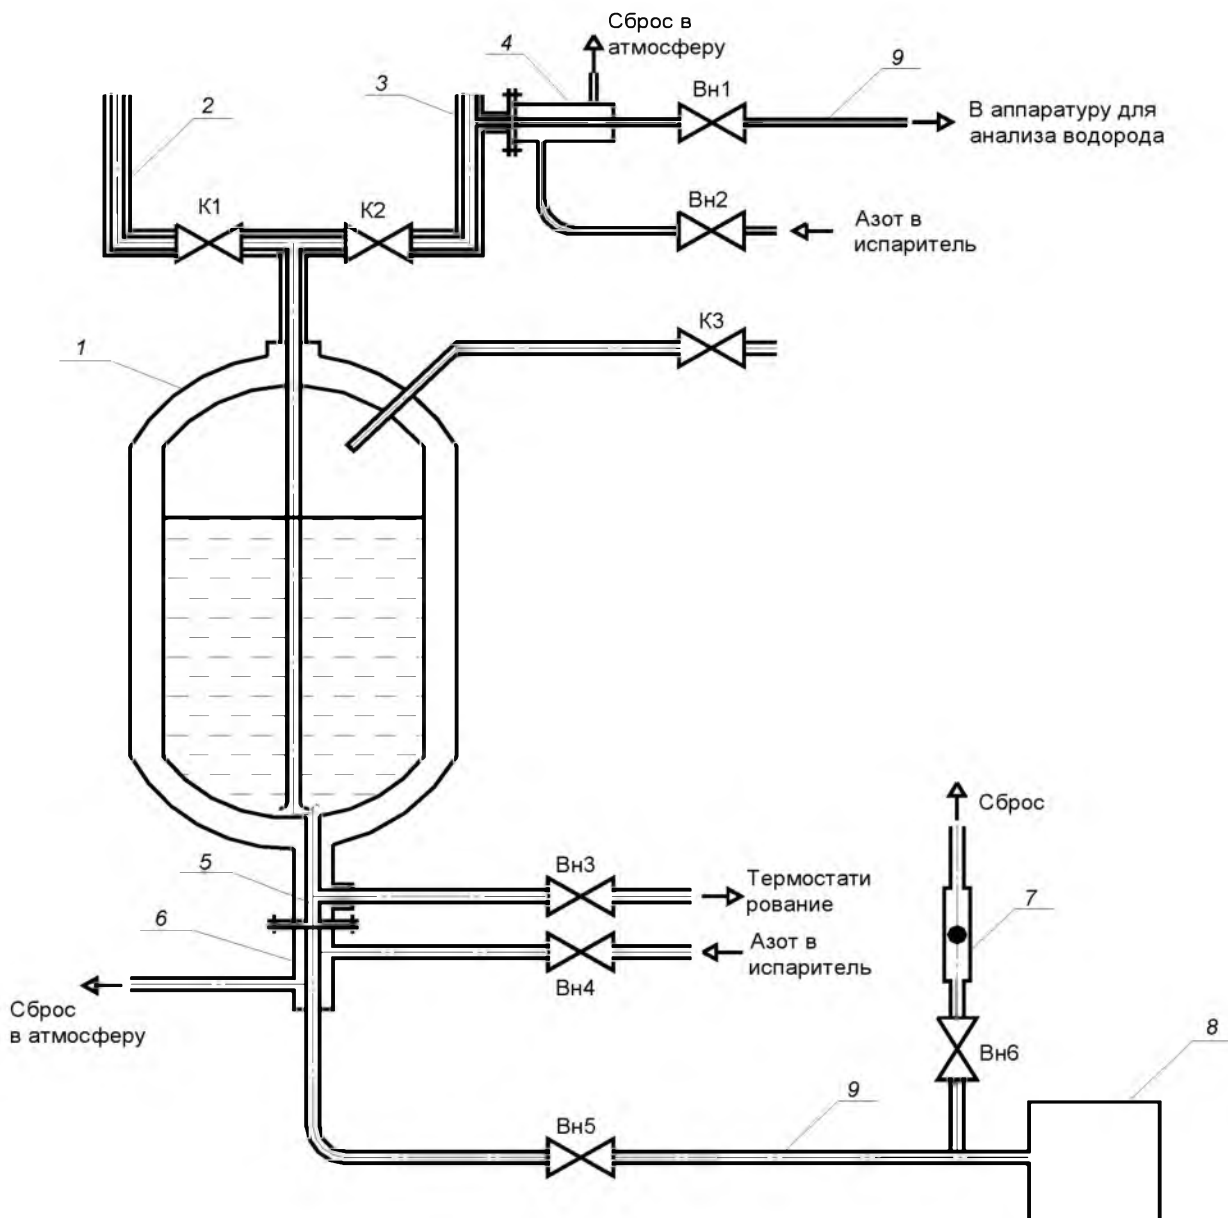 Сброс в
атмосферу
4
9
3
Вн1
В аппаратуру для
анализа водорода
2
К1
К2
Вн2
Азот в
испаритель
1
К3
Сброс
5
Вн3
Термостати
рование
7
6
Азот в
испаритель
Вн4
Сброс
в атмосферу
8
Вн6
9
Вн5